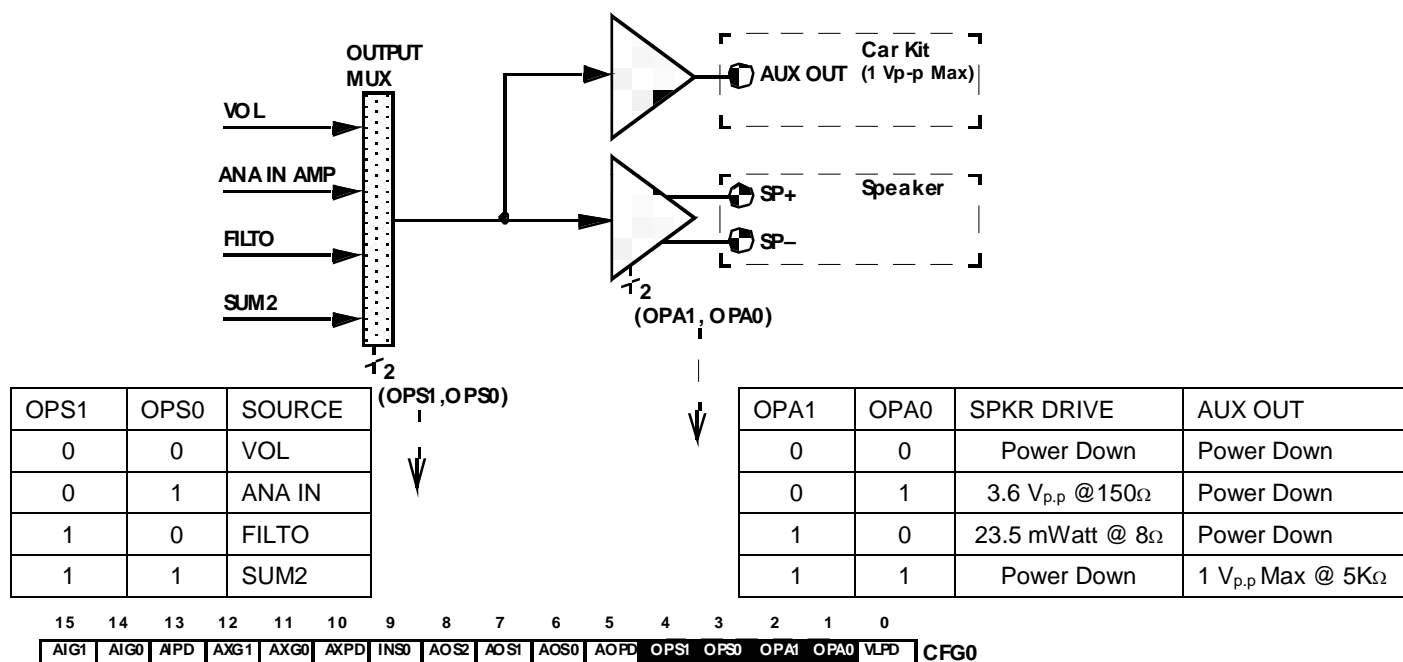 OUTPUT
MUX
VOL
ANA IN AMP
FILTO
SUM2
Car Kit
AUX OUT (1 Vp-p Max)
SP+ Speaker
SP–
2
(OPA1, OPA0)
2
(OPS1,OPS0)
OPS1 OPS0 SOURCE
0 0 VOL
0 1 ANA IN
1 0 FILTO
1 1 SUM2
OPA1 OPA0 SPKR DRIVE AUX OUT
0 0 Power Down Power Down
0 1 3.6 Vp.p @150Ω Power Down
1 0 23.5 mWatt @ 8Ω Power Down
1 1 Power Down 1 Vp.p Max @ 5KΩ
15 14 13 12 11 10 9 8 7 6 5 4 3 2 1 0
AIG1 AIG0 AIPD AXG1 AXG0 AXPD INS0 AOS2 AOS1 AOS0 AOPD OPS1 OPS0 OPA1 OPA0 VLPD CFG0